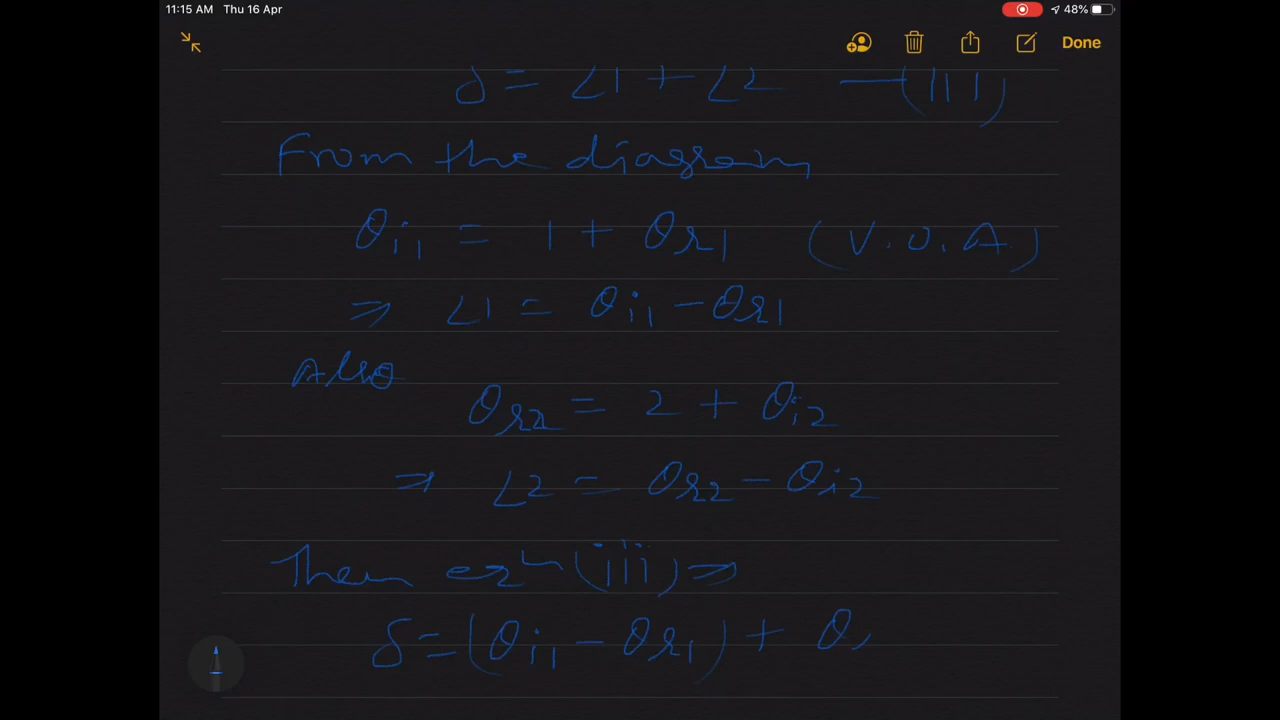 11:15 AM Thu 16 Apr
48%
Done
δ = ∠1 + ∠2 —(III)
From the diagram,
θi1 = 1 + θr1 (V.O.A.)
⇒ ∠1 = θi1 − θr1
Also
θr2 = 2 + θi2
⇒ ∠2 = θr2 − θi2
Then eqn (iii) ⇒
δ = (θi1 − θr1) + θ